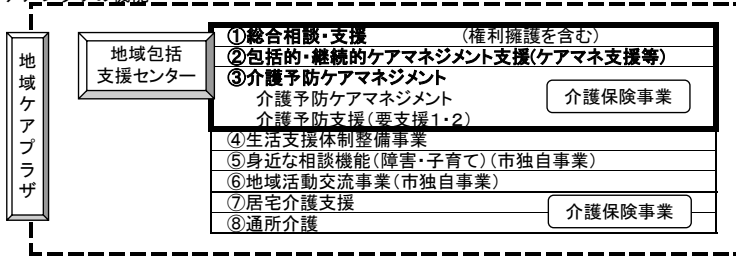 地域ケアプラザ
地域包括
支援センター
①総合相談・支援 (権利擁護を含む)
②包括的・継続的ケアマネジメント支援(ケアマネ支援等)
③介護予防ケアマネジメント
介護予防ケアマネジメント
介護予防支援(要支援1・2)
介護保険事業
④生活支援体制整備事業
⑤身近な相談機能(障害・子育て)(市独自事業)
⑥地域活動交流事業(市独自事業)
⑦居宅介護支援
⑧通所介護
介護保険事業